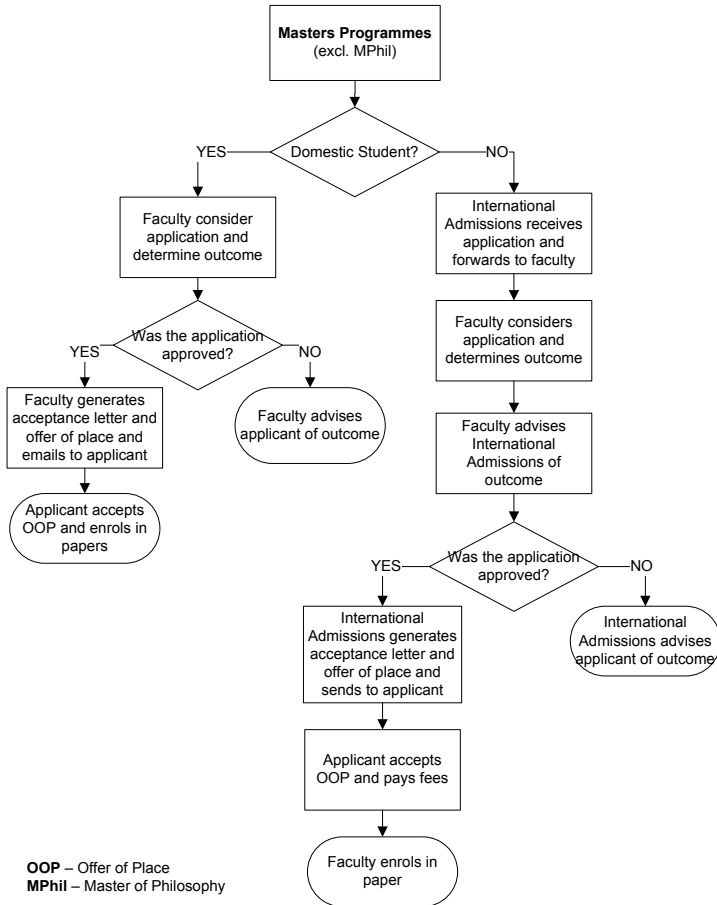 Masters Programmes
(excl. MPhil)
Domestic Student?
YES
NO
Faculty consider
application and
determine outcome
International
Admissions receives
application and
forwards to faculty
Was the application
approved?
YES
NO
Faculty considers
application and
determines outcome
Faculty generates
acceptance letter and
offer of place and
emails to applicant
Faculty advises
applicant of outcome
Faculty advises
International
Admissions of
outcome
Applicant accepts
OOP and enrols in
papers
Was the application
approved?
YES
NO
International
Admissions generates
acceptance letter and
offer of place and
sends to applicant
International
Admissions advises
applicant of outcome
Applicant accepts
OOP and pays fees
Faculty enrols in
paper
OOP – Offer of Place
MPhil – Master of Philosophy